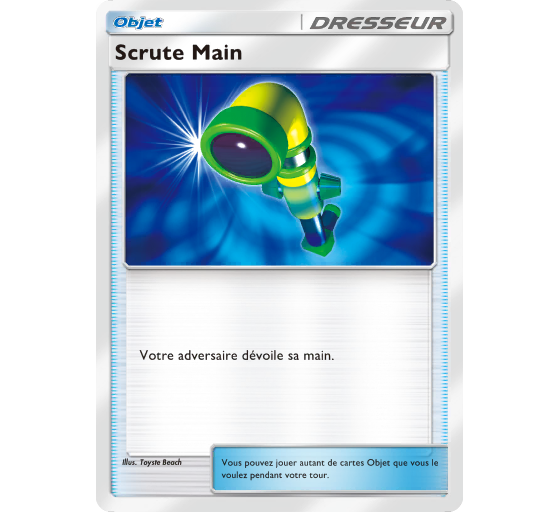 Objet
DRESSEUR
Scrute Main
Votre adversaire dévoile sa main.
Illus. Toyste Beach
Vous pouvez jouer autant de cartes Objet que vous le
voulez pendant votre tour.